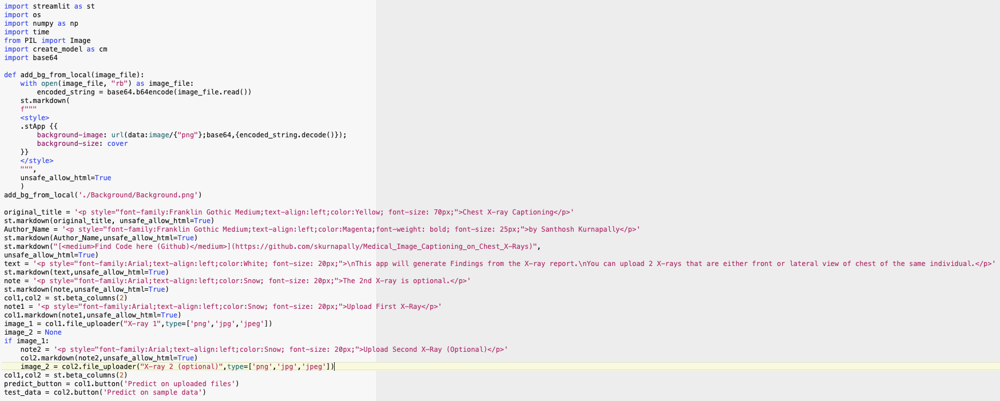 import streamlit as st
import os
import numpy as np
import time
from PIL import Image
import create_model as cm
import base64

def add_bg_from_local(image_file):
    with open(image_file, "rb") as image_file:
        encoded_string = base64.b64encode(image_file.read())
    st.markdown(
    f"""
    <style>
    .stApp {{
        background-image: url(data:image/{"png"};base64,{encoded_string.decode()});
        background-size: cover
    }}
    </style>
    """,
    unsafe_allow_html=True
    )
add_bg_from_local('./Background/Background.png')

original_title = '<p style="font-family:Franklin Gothic Medium;text-align:left;color:Yellow; font-size: 70px;">Chest X-ray Captioning</p>'
st.markdown(original_title, unsafe_allow_html=True)
Author_Name = '<p style="font-family:Franklin Gothic Medium;text-align:left;color:Magenta;font-weight: bold; font-size: 25px;">by Santhosh Kurnapally</p>'
st.markdown(Author_Name,unsafe_allow_html=True)
st.markdown("[<medium>Find Code here (Github)</medium>](https://github.com/skurnapally/Medical_Image_Captioning_on_Chest_X-Rays)",
unsafe_allow_html=True)
text = '<p style="font-family:Arial;text-align:left;color:White; font-size: 20px;">\nThis app will generate Findings from the X-ray report.\nYou can upload 2 X-rays that are either front or lateral view of chest of the same individual.</p>'
st.markdown(text,unsafe_allow_html=True)
note = '<p style="font-family:Arial;text-align:left;color:Snow; font-size: 20px;">The 2nd X-ray is optional.</p>'
st.markdown(note,unsafe_allow_html=True)
col1,col2 = st.beta_columns(2)
note1 = '<p style="font-family:Arial;text-align:left;color:Snow; font-size: 20px;">Upload First X-Ray</p>'
col1.markdown(note1,unsafe_allow_html=True)
image_1 = col1.file_uploader("X-ray 1",type=['png','jpg','jpeg'])
image_2 = None
if image_1:
    note2 = '<p style="font-family:Arial;text-align:left;color:Snow; font-size: 20px;">Upload Second X-Ray (Optional)</p>'
    col2.markdown(note2,unsafe_allow_html=True)
    image_2 = col2.file_uploader("X-ray 2 (optional)",type=['png','jpg','jpeg'])
col1,col2 = st.beta_columns(2)
predict_button = col1.button('Predict on uploaded files')
test_data = col2.button('Predict on sample data')